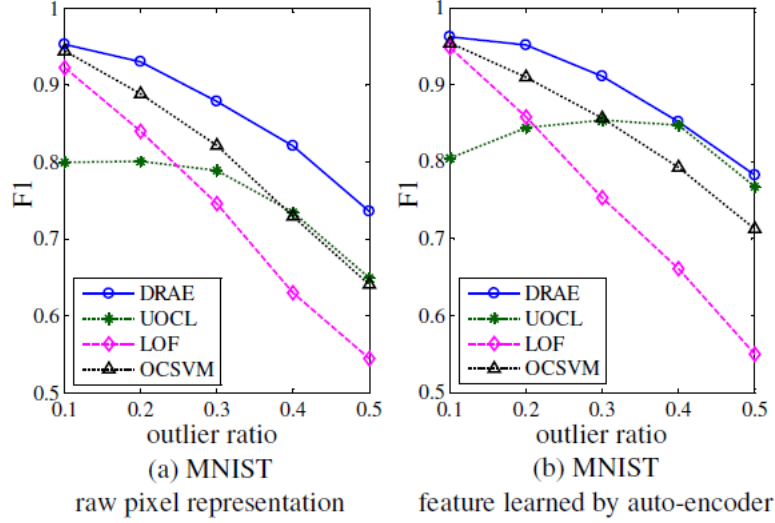 1
0.9
0.8
0.7
0.6
0.5
F1
DRAE
UOCL
LOF
OCSVM
0.1 0.2 0.3 0.4 0.5
outlier ratio
(a) MNIST
raw pixel representation
1
0.9
0.8
0.7
0.6
0.5
F1
DRAE
UOCL
LOF
OCSVM
0.1 0.2 0.3 0.4 0.5
outlier ratio
(b) MNIST
feature learned by auto-encoder